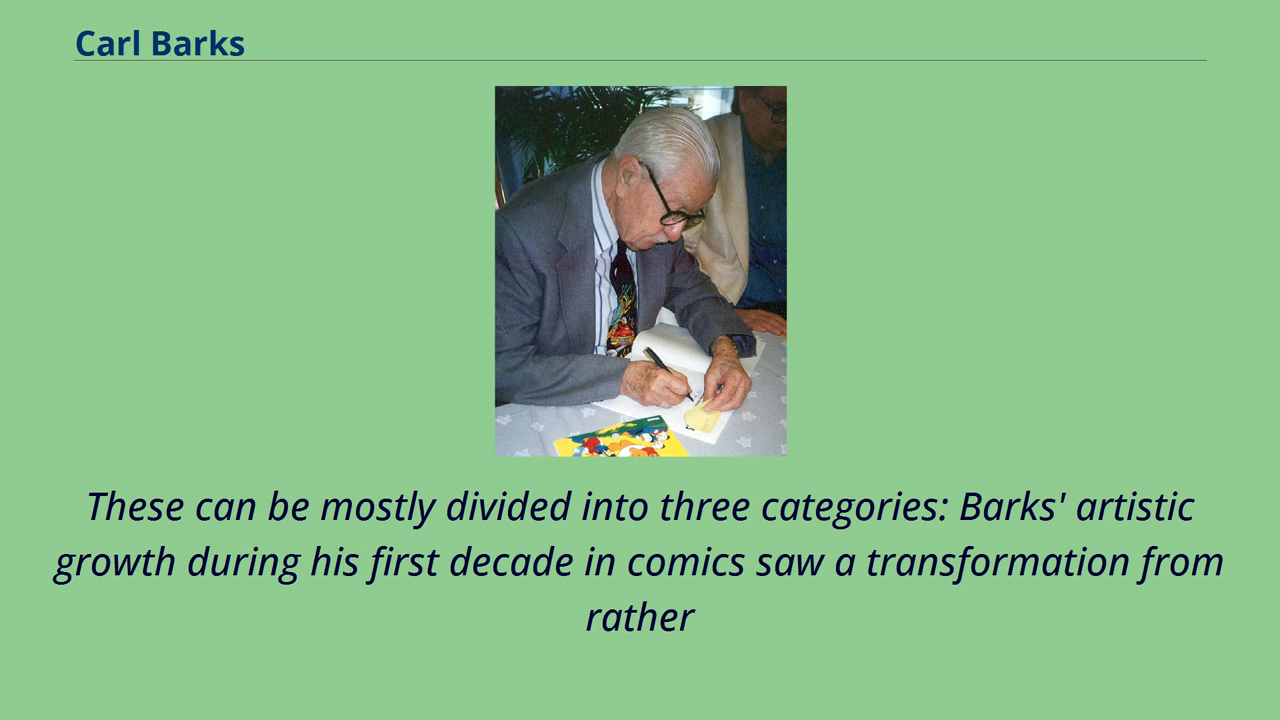 Carl Barks
These can be mostly divided into three categories: Barks' artistic
growth during his first decade in comics saw a transformation from
rather